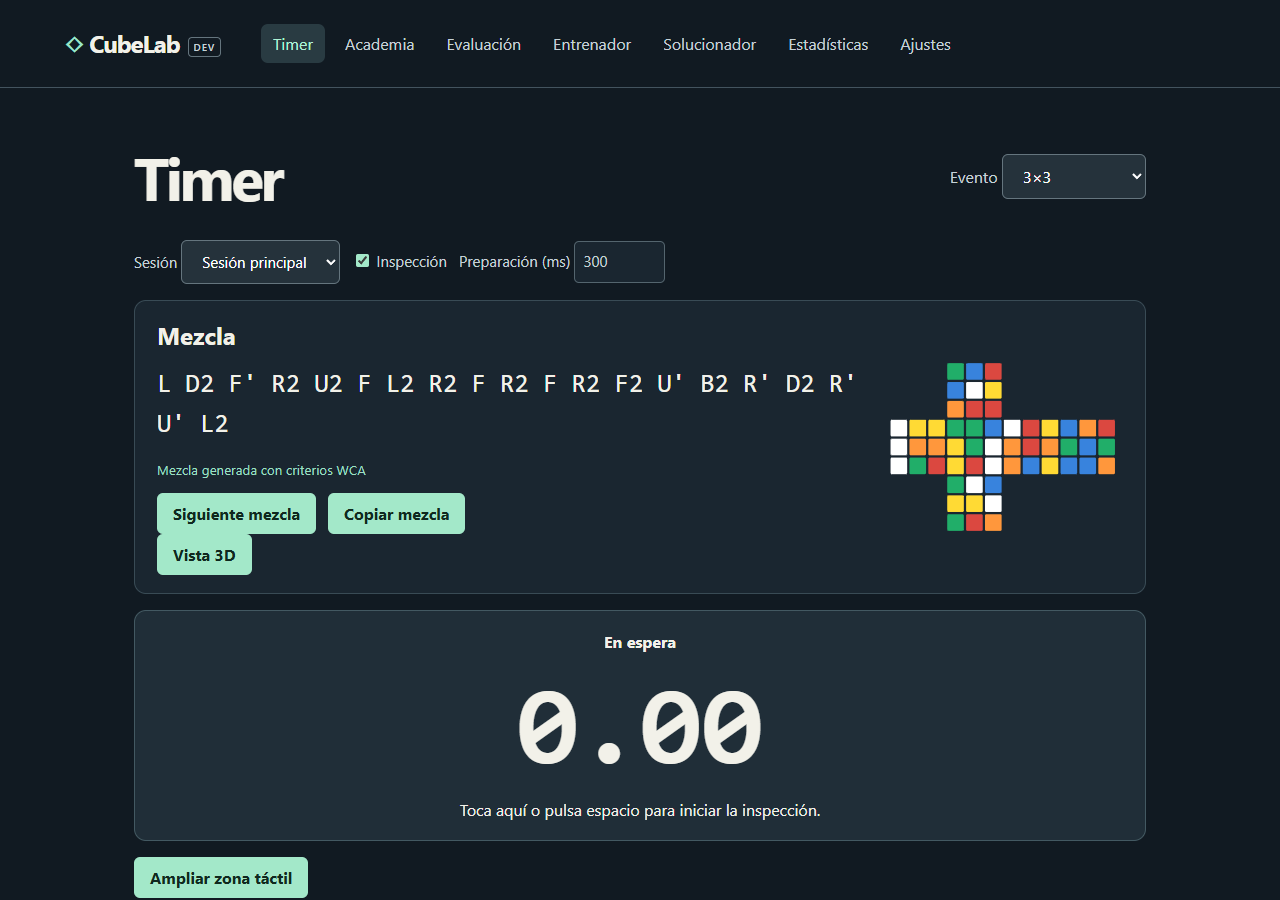 CubeLab DEV Timer Academia Evaluación Entrenador Solucionador Estadísticas Ajustes
Timer
Evento 3×3
Sesión Sesión principal Inspección Preparación (ms) 300
Mezcla
L D2 F' R2 U2 F L2 R2 F R2 F R2 F2 U' B2 R' D2 R'
U' L2
Mezcla generada con criterios WCA
Siguiente mezcla Copiar mezcla
Vista 3D
En espera
0.00
Toca aquí o pulsa espacio para iniciar la inspección.
Ampliar zona táctil